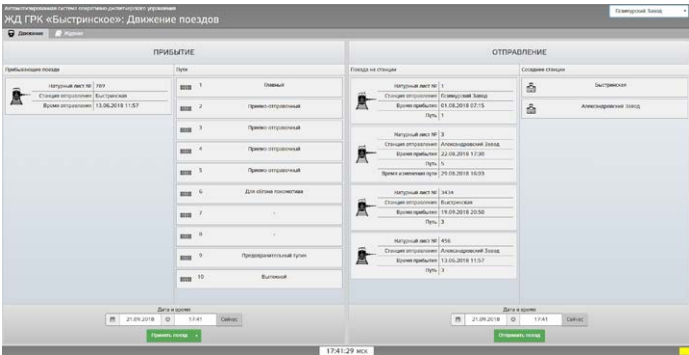 Автоматизированная система оперативно-диспетчерского управления
ЖД ГРК «Быстринское»: Движение поездов
Газимурский Завод
Движение
Журнал
ПРИБЫТИЕ
Прибывающие поезда
Натурный лист № 789
Станция отправления Быстринская
Время отправления 13.06.2018 11:57
Пути
1 Главный
2 Приемо-отправочный
3 Приемо-отправочный
4 Приемо-отправочный
5 Приемо-отправочный
6 Для обгона локомотива
7 -
8 -
9 Предохранительный тупик
10 Вытяжной
Дата и время
21.09.2018 17:41 Сейчас
Принять поезд
ОТПРАВЛЕНИЕ
Поезда на станции
Натурный лист № 1
Станция отправления Газимурский Завод
Время прибытия 01.08.2018 07:15
Путь 1
Натурный лист № 3
Станция отправления Александровский Завод
Время прибытия 22.08.2018 17:30
Путь 5
Время изменения пути 29.08.2018 16:03
Натурный лист № 3434
Станция отправления Быстринская
Время прибытия 19.09.2018 20:50
Путь 3
Натурный лист № 456
Станция отправления Александровский Завод
Время прибытия 13.06.2018 11:57
Путь 3
Соседние станции
Быстринская
Александровский Завод
Дата и время
21.09.2018 17:41 Сейчас
Отправить поезд
17:41:29 мск